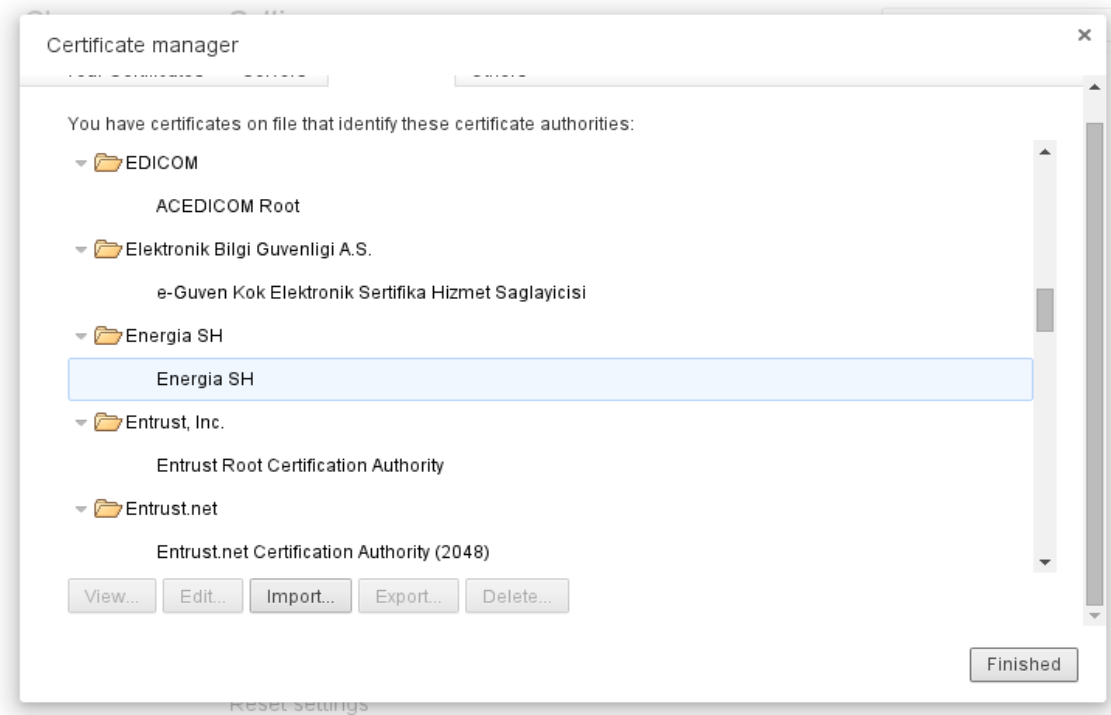 Certificate manager
You have certificates on file that identify these certificate authorities:
EDICOM
ACEDICOM Root
Elektronik Bilgi Guvenligi A.S.
e-Guven Kok Elektronik Sertifika Hizmet Saglayicisi
Energia SH
Energia SH
Entrust, Inc.
Entrust Root Certification Authority
Entrust.net
Entrust.net Certification Authority (2048)
View... Edit... Import... Export... Delete...
Finished
Reset settings